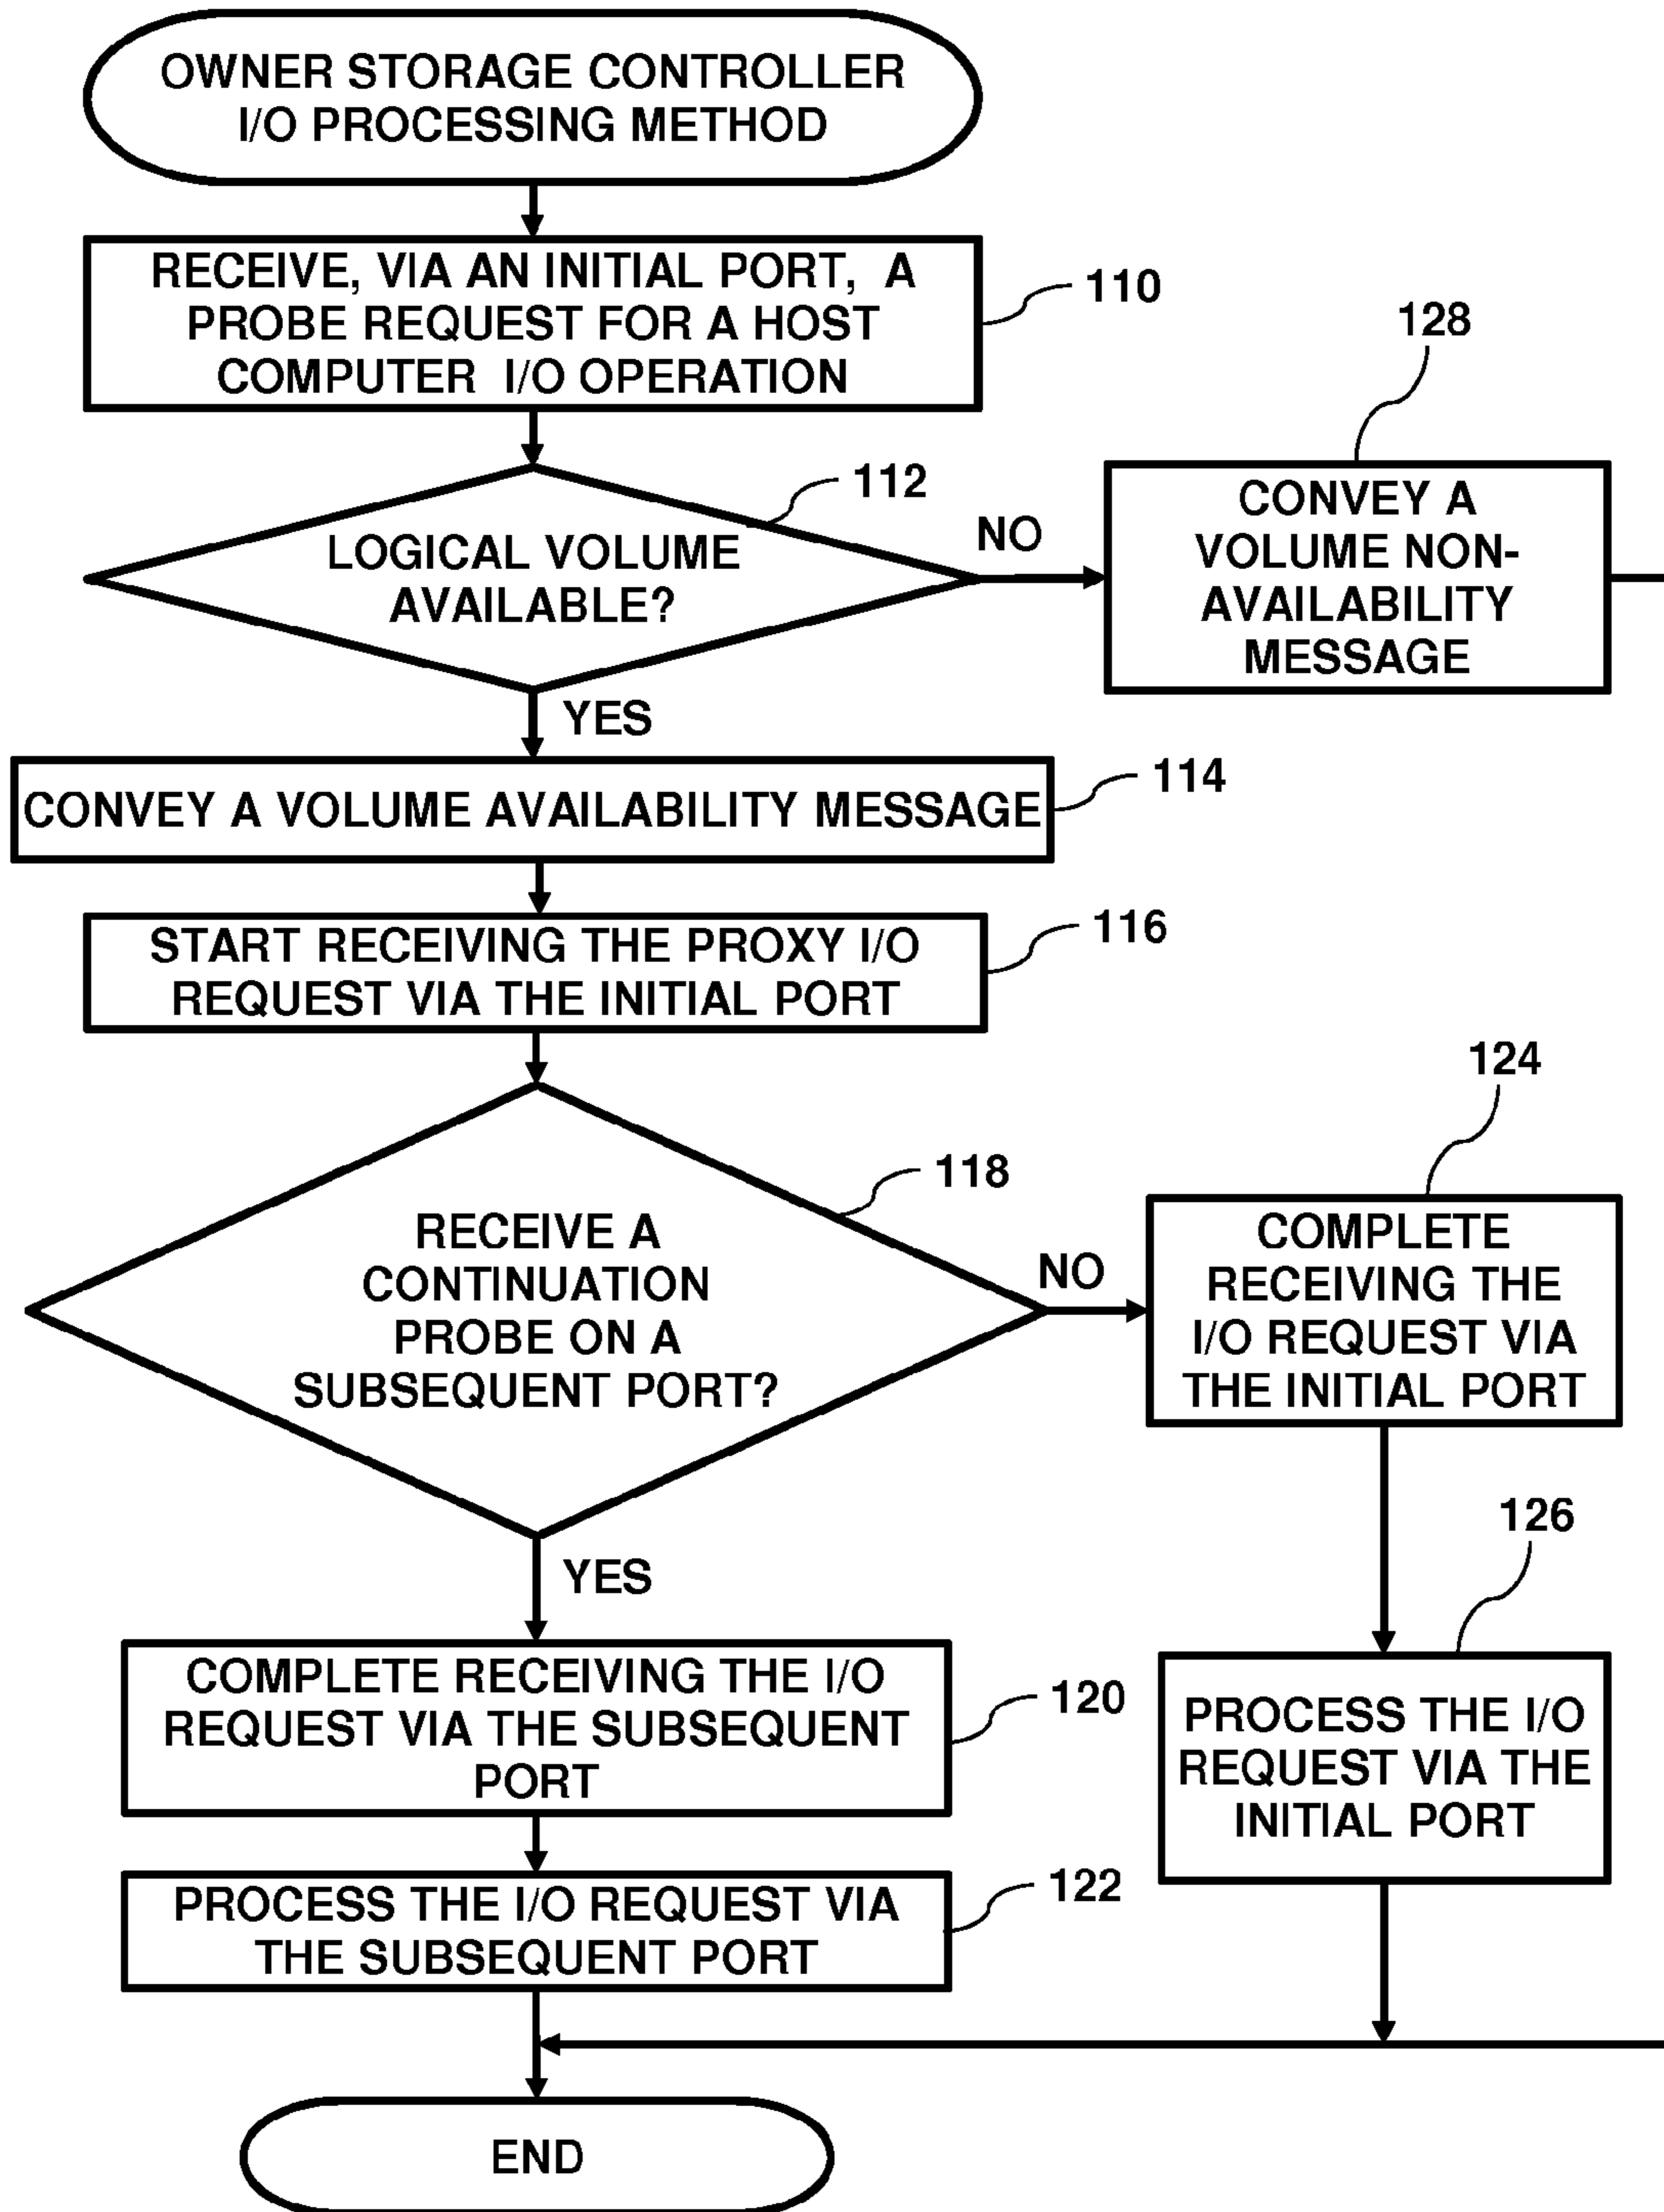 OWNER STORAGE CONTROLLER
I/O PROCESSING METHOD
RECEIVE, VIA AN INITIAL PORT, A
PROBE REQUEST FOR A HOST
COMPUTER I/O OPERATION
110
128
112
LOGICAL VOLUME
AVAILABLE?
NO
CONVEY A
VOLUME NON-
AVAILABILITY
MESSAGE
YES
CONVEY A VOLUME AVAILABILITY MESSAGE
114
START RECEIVING THE PROXY I/O
REQUEST VIA THE INITIAL PORT
116
124
118
RECEIVE A
CONTINUATION
PROBE ON A
SUBSEQUENT PORT?
NO
COMPLETE
RECEIVING THE
I/O REQUEST VIA
THE INITIAL PORT
126
YES
COMPLETE RECEIVING THE I/O
REQUEST VIA THE SUBSEQUENT
PORT
120
PROCESS THE I/O
REQUEST VIA THE
INITIAL PORT
PROCESS THE I/O REQUEST VIA
THE SUBSEQUENT PORT
122
END